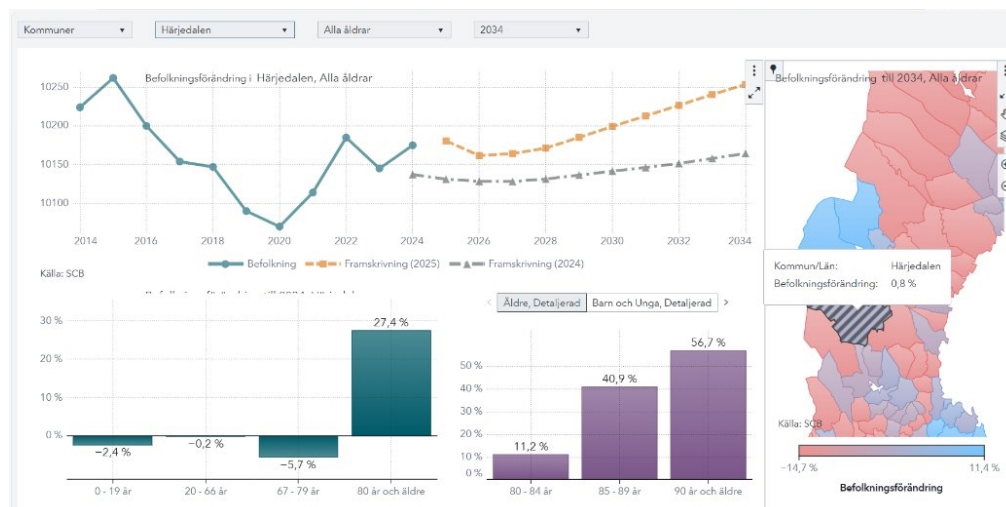 Kommuner
Härjedalen
Alla åldrar
2034
Befolkningsförändring i Härjedalen, Alla åldrar
10250
10200
10150
10100
2014 2016 2018 2020 2022 2024 2026 2028 2030 2032 2034
Befolkning Framskrivning (2025) Framskrivning (2024)
Källa: SCB
30 %
20 %
10 %
0 %
27,4 %
−2,4 %
−0,2 %
−5,7 %
0 - 19 år 20 - 66 år 67 - 79 år 80 år och äldre
Äldre, Detaljerad Barn och Unga, Detaljerad
50 %
40 %
30 %
20 %
10 %
0 %
11,2 %
40,9 %
56,7 %
80 - 84 år 85 - 89 år 90 år och äldre
Befolkningsförändring till 2034, Alla åldrar
Kommun/Län: Härjedalen
Befolkningsförändring: 0,8 %
Källa: SCB
−14,7 % 11,4 %
Befolkningsförändring